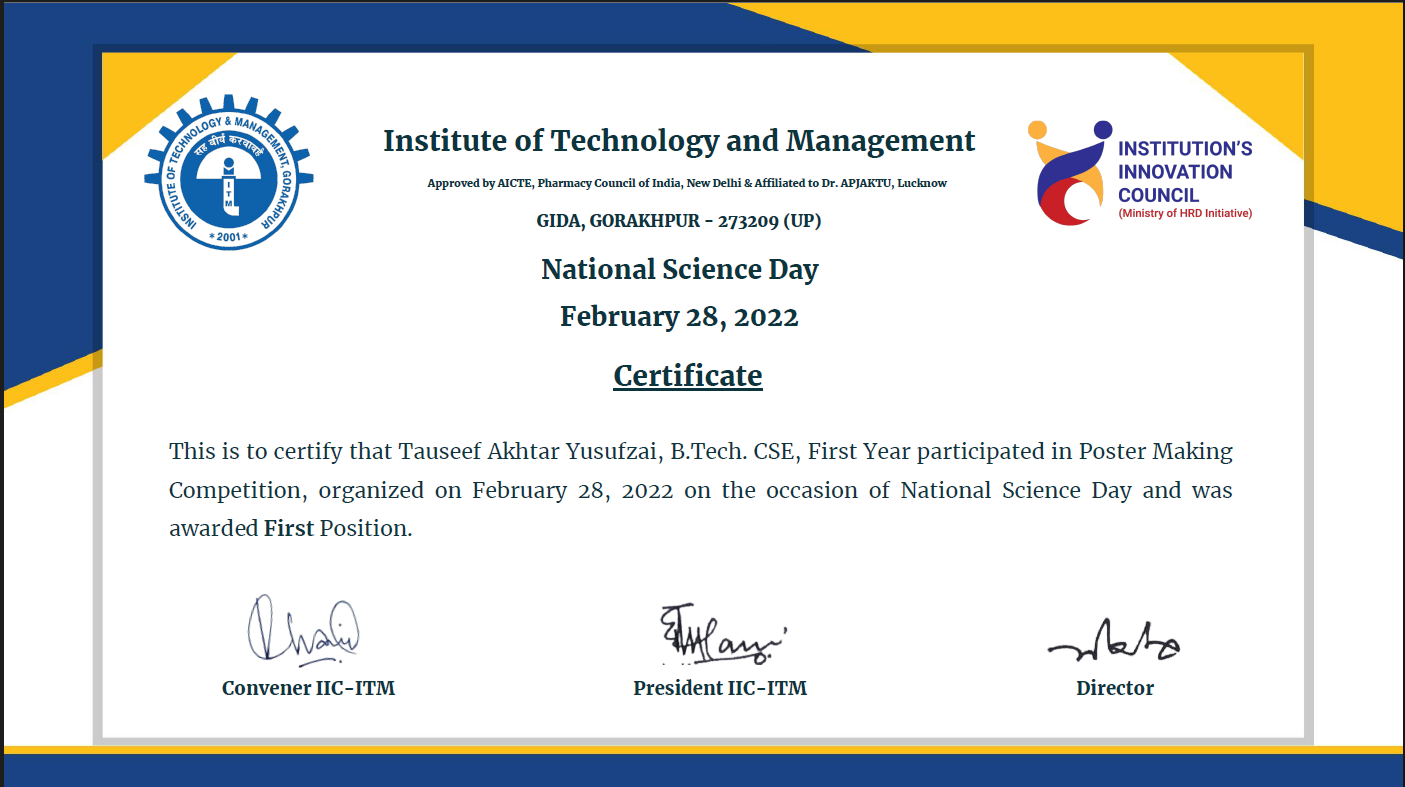 INSTITUTE OF TECHNOLOGY & MANAGEMENT, GORAKHPUR
सह वीर्यं करवावहै
ITM
*2001*
Institute of Technology and Management
Approved by AICTE, Pharmacy Council of India, New Delhi & Affiliated to Dr. APJAKTU, Lucknow
GIDA, GORAKHPUR - 273209 (UP)
INSTITUTION'S
INNOVATION
COUNCIL
(Ministry of HRD Initiative)
National Science Day
February 28, 2022
Certificate
This is to certify that Tauseef Akhtar Yusufzai, B.Tech. CSE, First Year participated in Poster Making
Competition, organized on February 28, 2022 on the occasion of National Science Day and was
awarded First Position.
Convener IIC-ITM
President IIC-ITM
Director